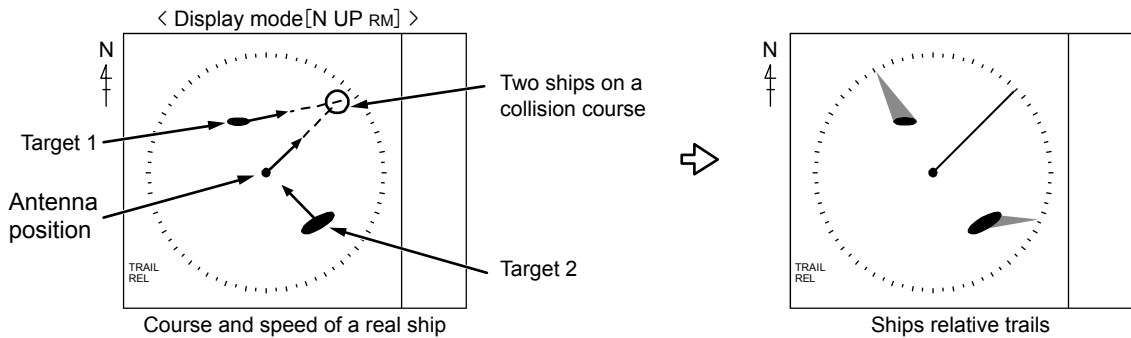 < Display mode[N UP RM] >
N
Target 1
Antenna
position
Two ships on a
collision course
Target 2
TRAIL
REL
Course and speed of a real ship
N
TRAIL
REL
Ships relative trails